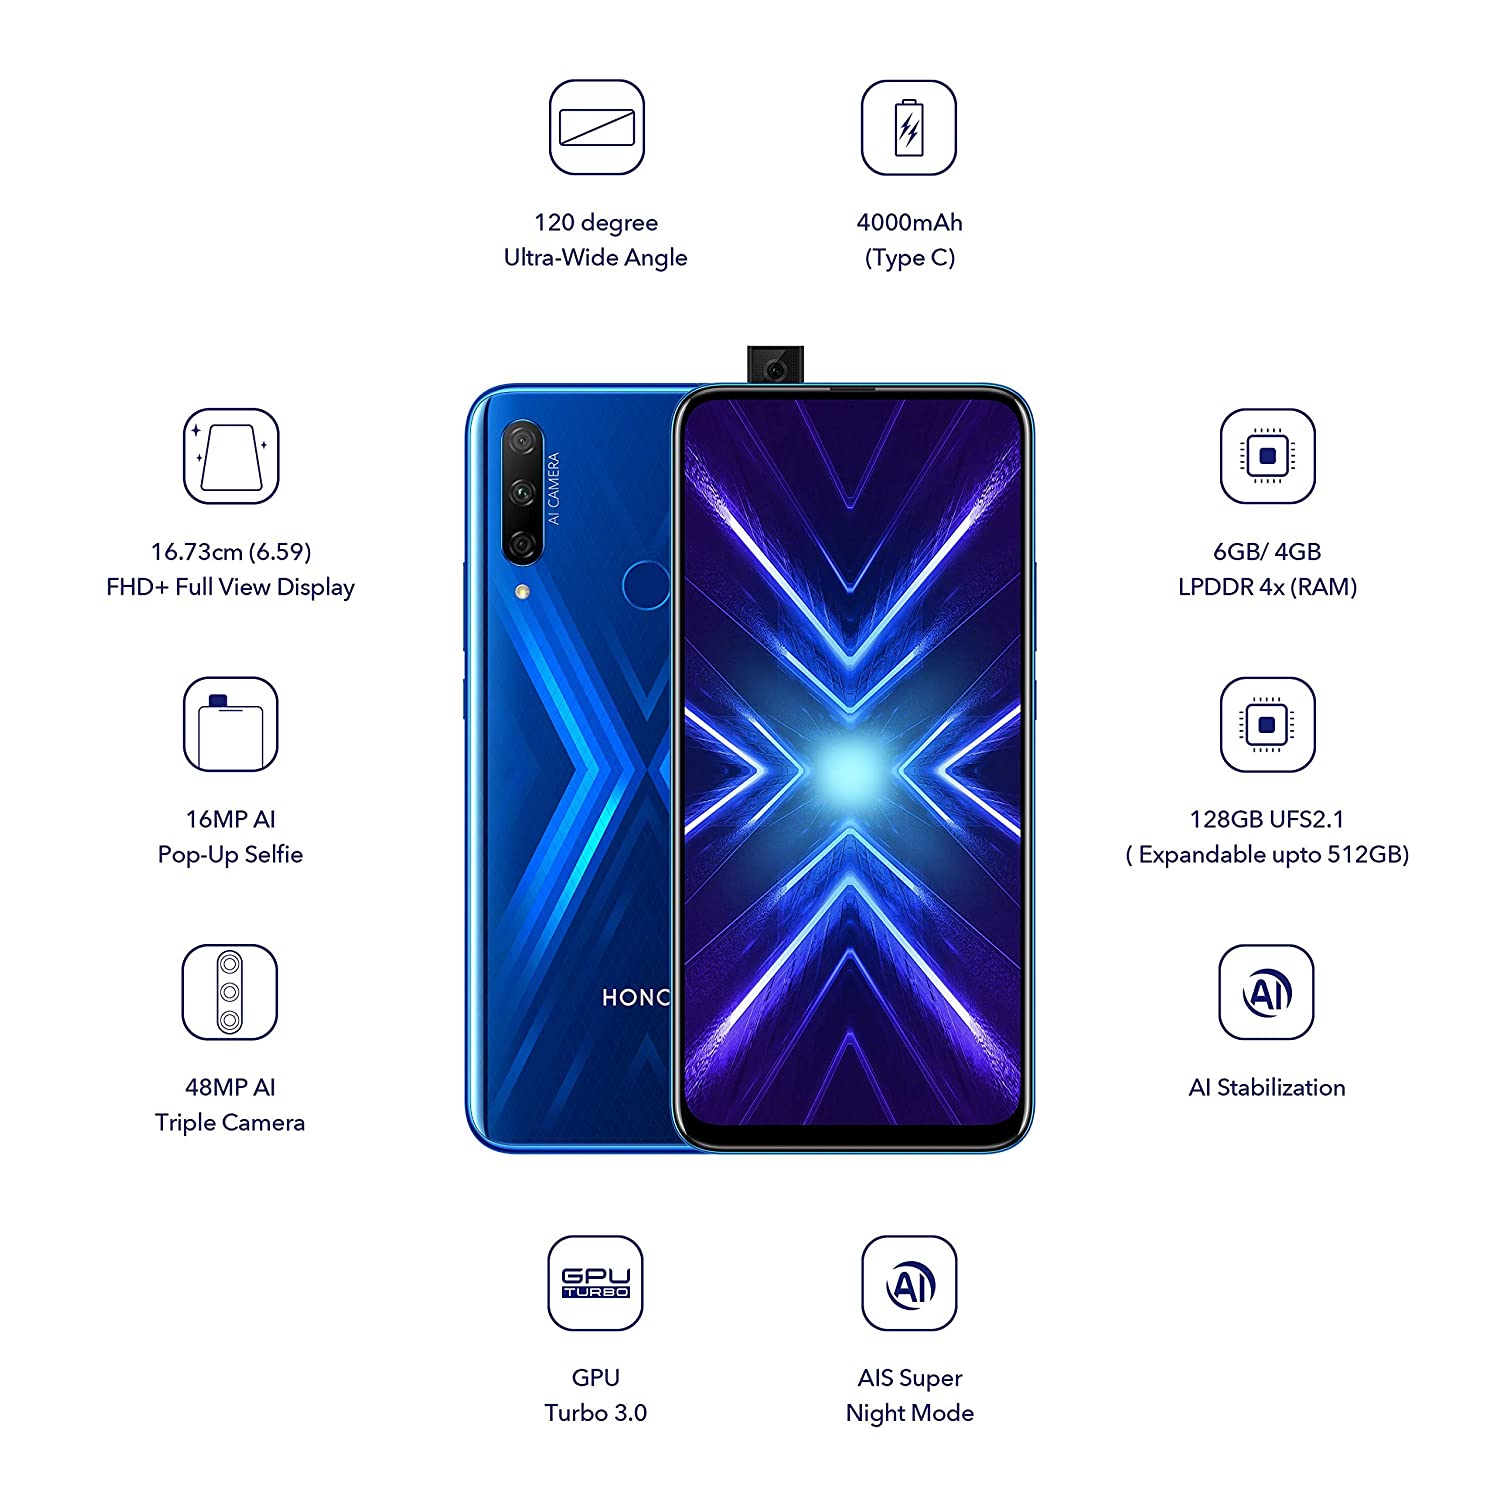 120 degree
Ultra-Wide Angle
4000mAh
(Type C)
16.73cm (6.59)
FHD+ Full View Display
16MP AI
Pop-Up Selfie
48MP AI
Triple Camera
AI CAMERA
HONC
6GB/ 4GB
LPDDR 4x (RAM)
128GB UFS2.1
( Expandable upto 512GB)
AI
AI Stabilization
GPU
TURBO
GPU
Turbo 3.0
AI
AIS Super
Night Mode